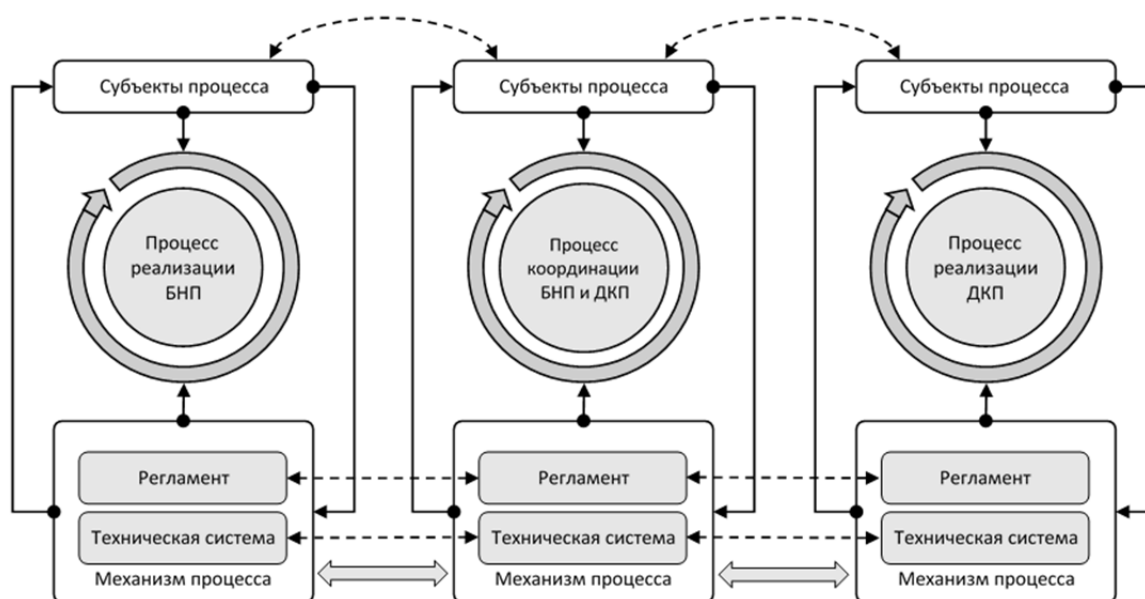 Субъекты процесса
Субъекты процесса
Субъекты процесса
Процесс
реализации
БНП
Процесс
координации
БНП и ДКП
Процесс
реализации
ДКП
Регламент
Регламент
Регламент
Техническая система
Техническая система
Техническая система
Механизм процесса
Механизм процесса
Механизм процесса